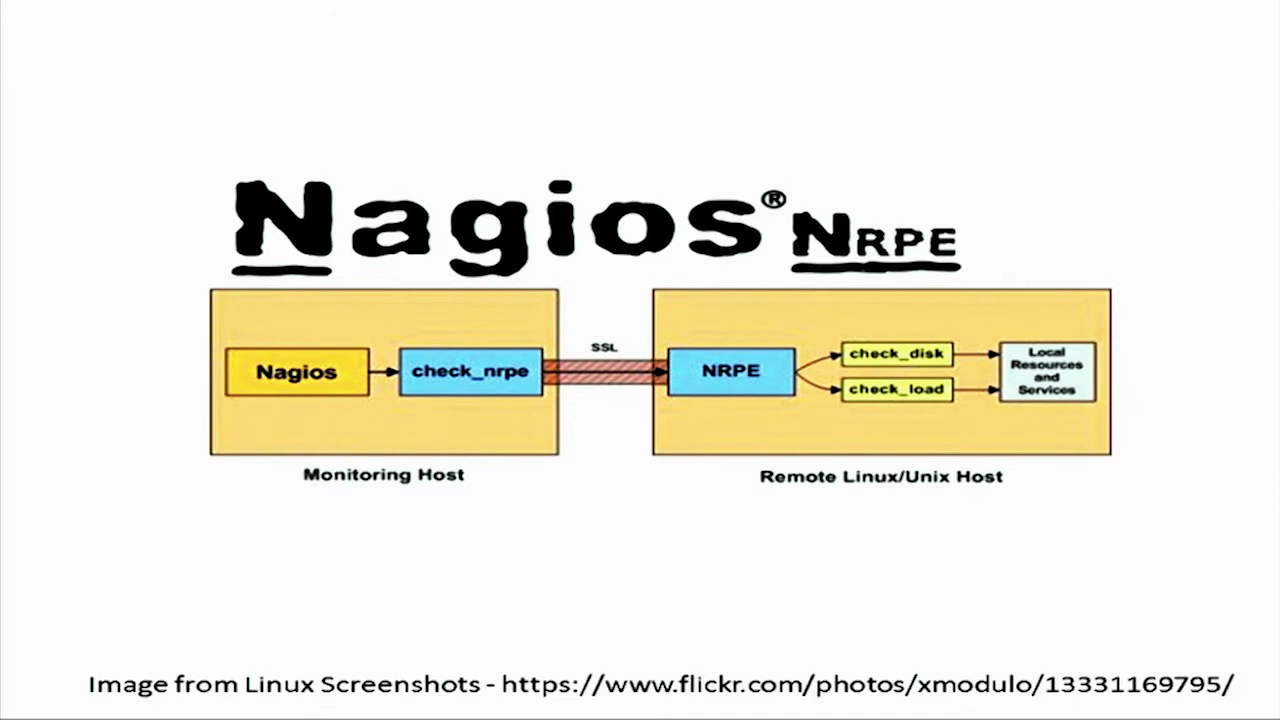 Nagios® NRPE
SSL
Nagios
check_nrpe
NRPE
check_disk
check_load
Local
Resources
and
Services
Monitoring Host
Remote Linux/Unix Host
Image from Linux Screenshots - https://www.flickr.com/photos/xmodulo/13331169795/